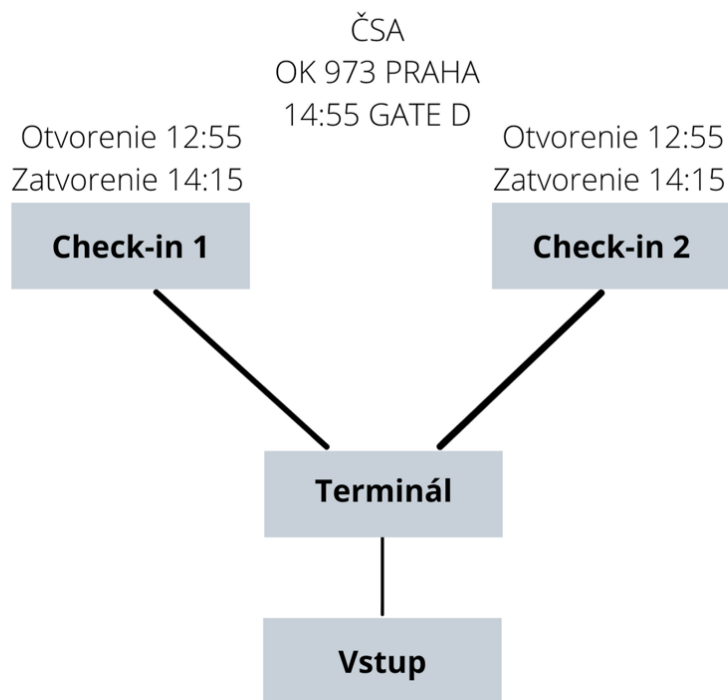 ČSA
OK 973 PRAHA
14:55 GATE D
Otvorenie 12:55
Zatvorenie 14:15
Check-in 1
Otvorenie 12:55
Zatvorenie 14:15
Check-in 2
Terminál
Vstup